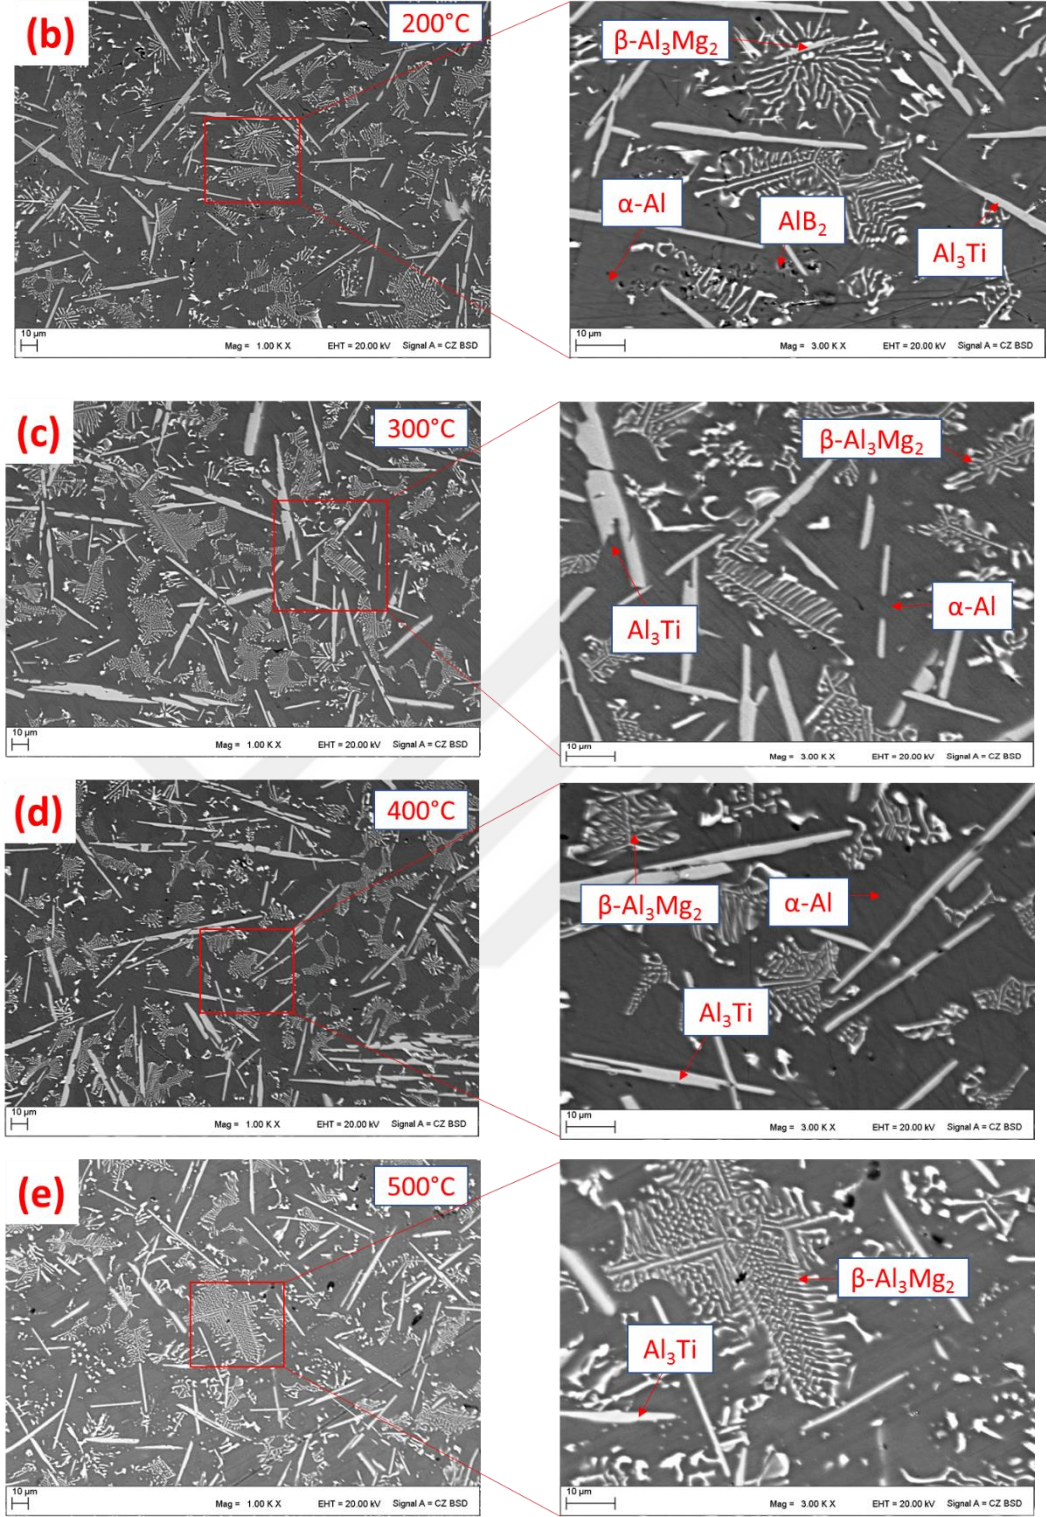 (b)
200°C
10 µm
Mag = 1.00 K X EHT = 20.00 kV Signal A = CZ BSD
β-Al₃Mg₂
α-Al
AlB₂
Al₃Ti
10 µm
Mag = 3.00 K X EHT = 20.00 kV Signal A = CZ BSD
(c)
300°C
10 µm
Mag = 1.00 K X EHT = 20.00 kV Signal A = CZ BSD
β-Al₃Mg₂
Al₃Ti
α-Al
10 µm
Mag = 3.00 K X EHT = 20.00 kV Signal A = CZ BSD
(d)
400°C
10 µm
Mag = 1.00 K X EHT = 20.00 kV Signal A = CZ BSD
β-Al₃Mg₂
α-Al
Al₃Ti
10 µm
Mag = 3.00 K X EHT = 20.00 kV Signal A = CZ BSD
(e)
500°C
10 µm
Mag = 1.00 K X EHT = 20.00 kV Signal A = CZ BSD
β-Al₃Mg₂
Al₃Ti
10 µm
Mag = 3.00 K X EHT = 20.00 kV Signal A = CZ BSD